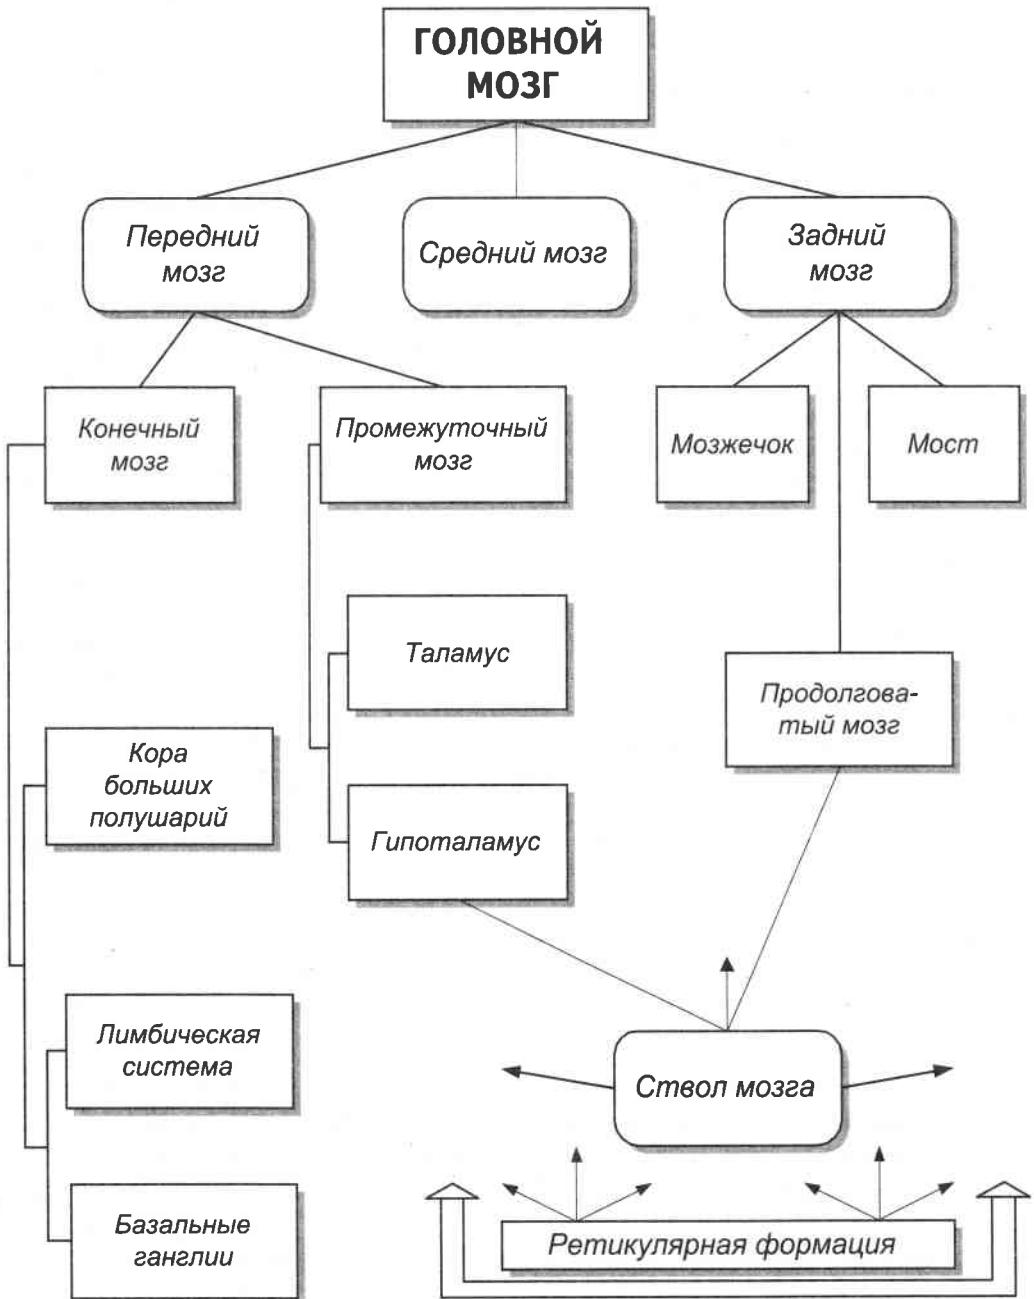 ГОЛОВНОЙ
МОЗГ
Передний
мозг
Средний мозг
Задний
мозг
Конечный
мозг
Промежуточный
мозг
Мозжечок
Мост
Таламус
Продолгова-
тый мозг
Кора
больших
полушарий
Гипоталамус
Лимбическая
система
Ствол мозга
Базальные
ганглии
Ретикулярная формация